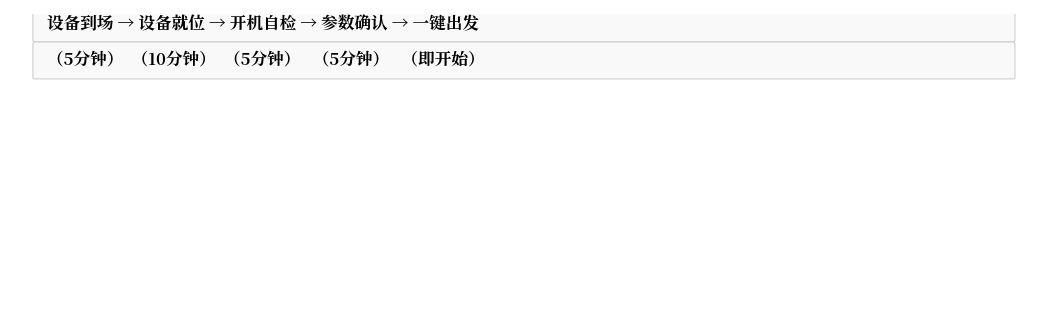 设备到场 → 设备就位 → 开机自检 → 参数确认 → 一键出发
（5分钟） （10分钟） （5分钟） （5分钟） （即开始）